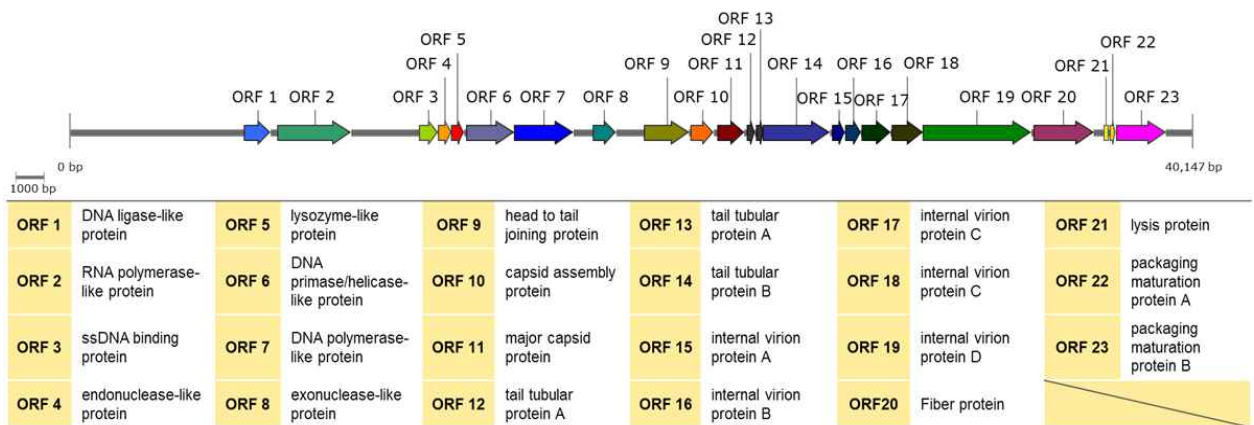 ORF 13
ORF 12
ORF 5
ORF 22
ORF 4
ORF 9
ORF 11
ORF 14
ORF 16
ORF 18
ORF 21
ORF 1
ORF 2
ORF 3
ORF 6
ORF 7
ORF 8
ORF 10
ORF 15
ORF 17
ORF 19
ORF 20
ORF 23
0 bp
40,147 bp
1000 bp
ORF 1
DNA ligase-like
protein
ORF 5
lysozyme-like
protein
ORF 9
head to tail
joining protein
ORF 13
tail tubular
protein A
ORF 17
internal virion
protein C
ORF 21
lysis protein
ORF 2
RNA polymerase-
like protein
ORF 6
DNA
primase/helicase-
like protein
ORF 10
capsid assembly
protein
ORF 14
tail tubular
protein B
ORF 18
internal virion
protein C
ORF 22
packaging
maturation
protein A
ORF 3
ssDNA binding
protein
ORF 7
DNA polymerase-
like protein
ORF 11
major capsid
protein
ORF 15
internal virion
protein A
ORF 19
internal virion
protein D
ORF 23
packaging
maturation
protein B
ORF 4
endonuclease-like
protein
ORF 8
exonuclease-like
protein
ORF 12
tail tubular
protein A
ORF 16
internal virion
protein B
ORF20
Fiber protein